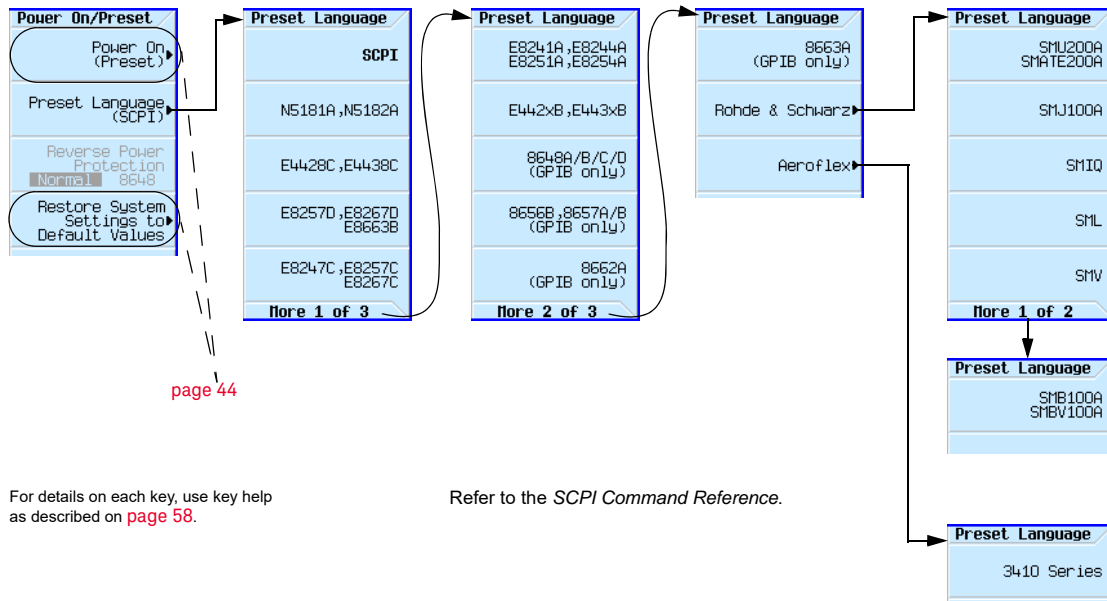 Power On/Preset
Power On
(Preset)
Preset Language
(SCPI)
Reverse Power
Protection
Normal 8648
Restore System
Settings to
Default Values
Preset Language
SCPI
N5181A,N5182A
E4428C,E4438C
E8257D,E8267D
E8663B
E8247C,E8257C
E8267C
More 1 of 3
Preset Language
E8241A,E8244A
E8251A,E8254A
E442xB,E443xB
8648A/B/C/D
(GPIB only)
8656B,8657A/B
(GPIB only)
8662A
(GPIB only)
More 2 of 3
Preset Language
8663A
(GPIB only)
Rohde & Schwarz
Aeroflex
Preset Language
SMU200A
SMATE200A
SMJ100A
SMIQ
SML
SMV
More 1 of 2
Preset Language
SMB100A
SMBV100A
page 44
For details on each key, use key help
as described on page 58.
Refer to the SCPI Command Reference.
Preset Language
3410 Series